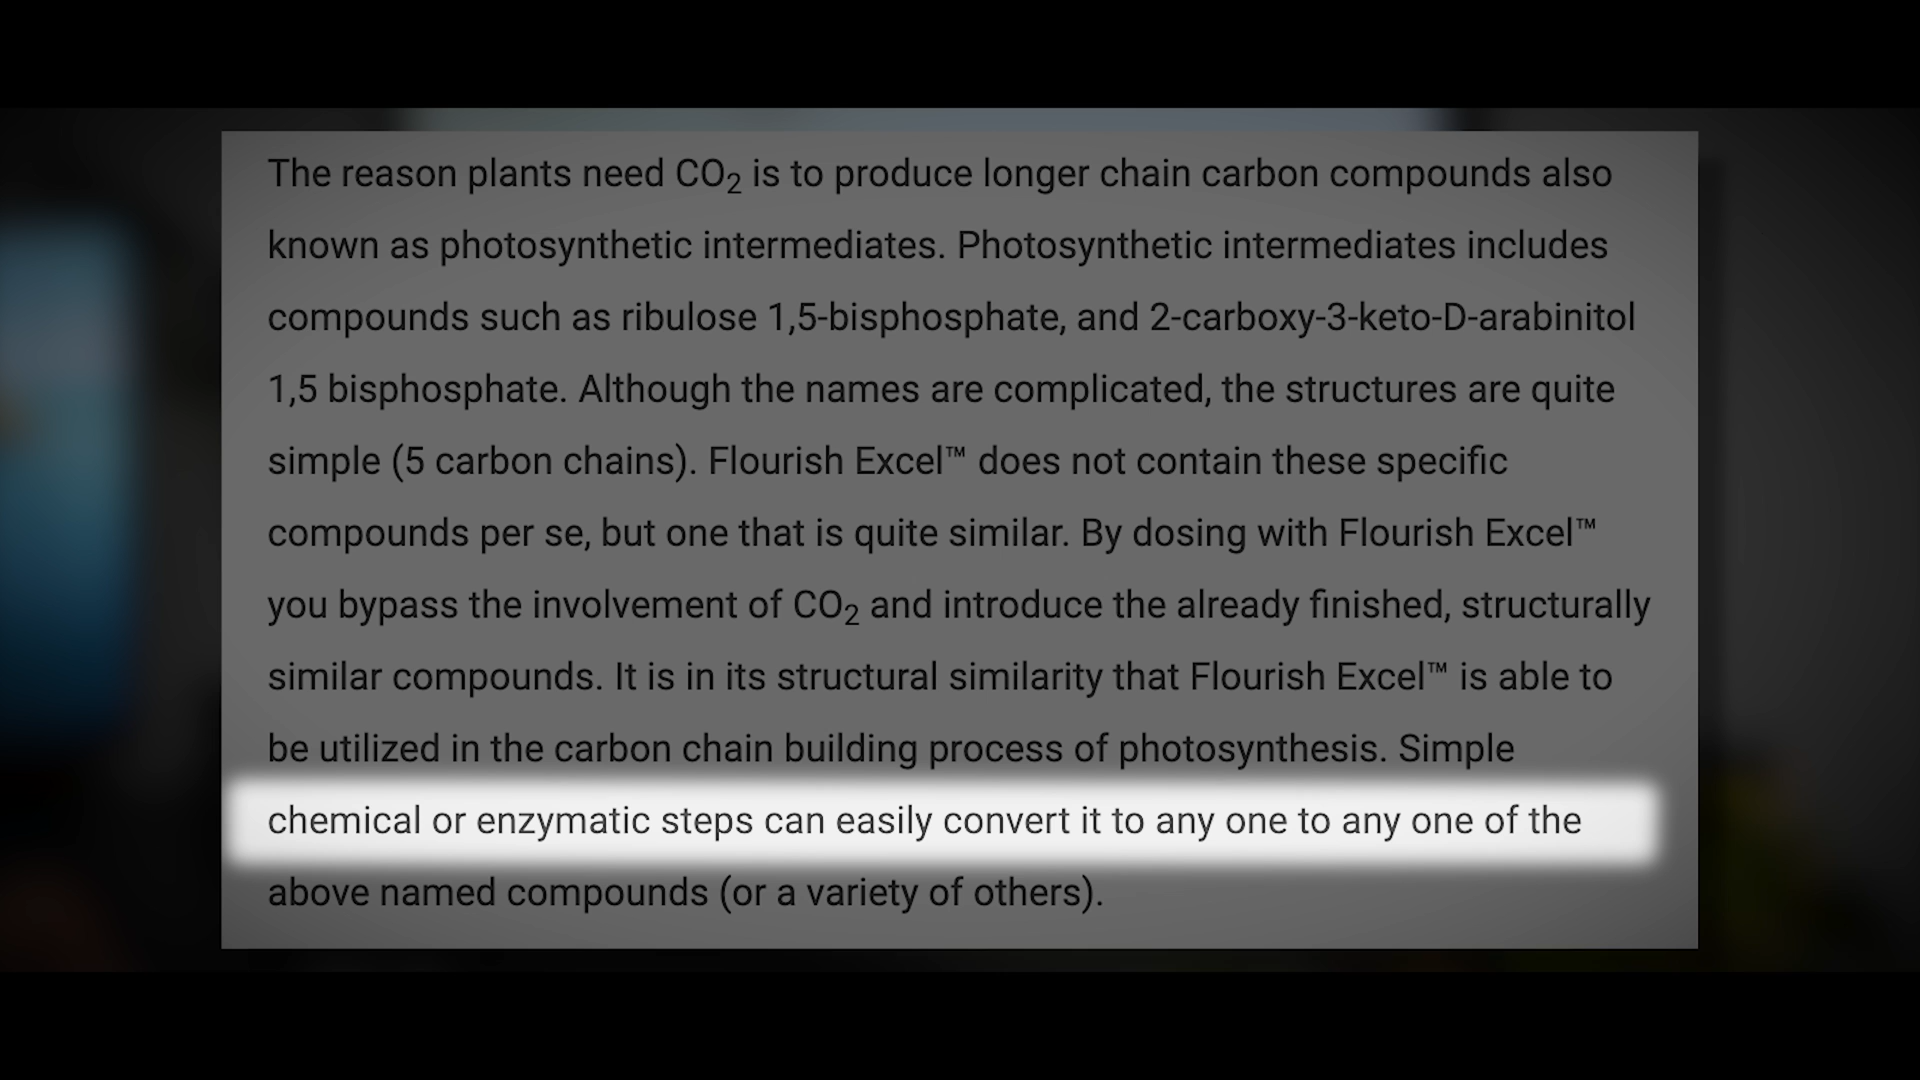 The reason plants need CO₂ is to produce longer chain carbon compounds also
known as photosynthetic intermediates. Photosynthetic intermediates includes
compounds such as ribulose 1,5-bisphosphate, and 2-carboxy-3-keto-D-arabinitol
1,5 bisphosphate. Although the names are complicated, the structures are quite
simple (5 carbon chains). Flourish Excel™ does not contain these specific
compounds per se, but one that is quite similar. By dosing with Flourish Excel™
you bypass the involvement of CO₂ and introduce the already finished, structurally
similar compounds. It is in its structural similarity that Flourish Excel™ is able to
be utilized in the carbon chain building process of photosynthesis. Simple
chemical or enzymatic steps can easily convert it to any one to any one of the
above named compounds (or a variety of others).